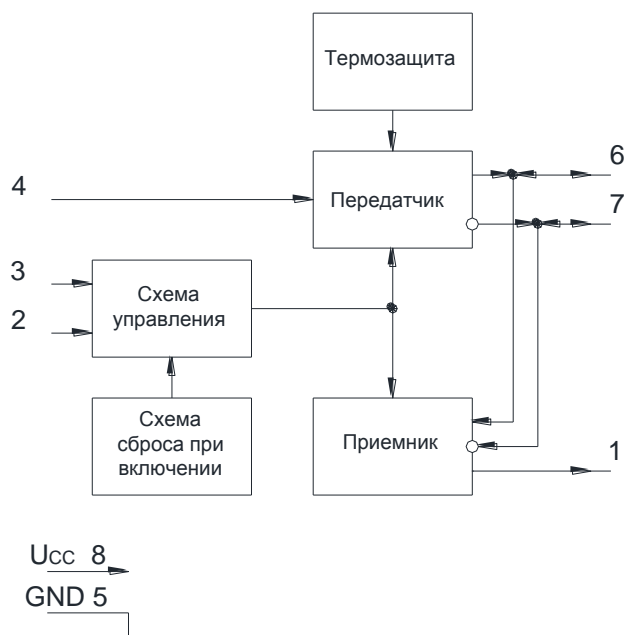 Термозащита
6
4
Передатчик
7
3
Схема
управления
2
Схема
сброса при
включении
Приемник
1
Ucc 8
GND 5